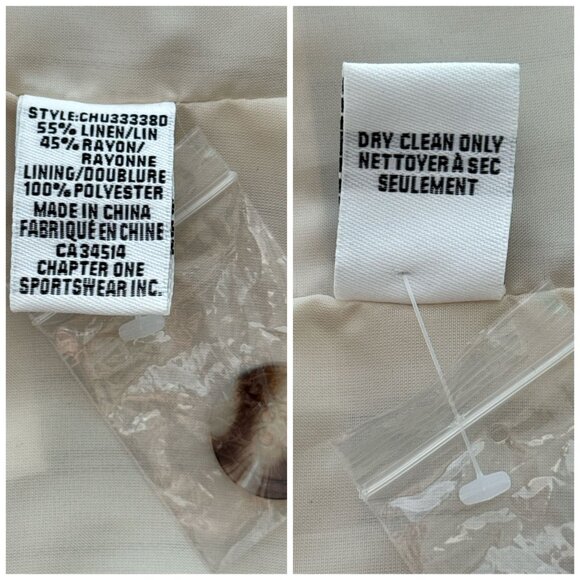 STYLE:CHU33338D
55% LINEN/LIN
45% RAYON/
RAYONNE
LINING/DOUBLURE
100% POLYESTER
MADE IN CHINA
FABRIQUÉ EN CHINE
CA 34514
CHAPTER ONE
SPORTSWEAR INC.
DRY CLEAN ONLY
NETTOYER À SEC
SEULEMENT